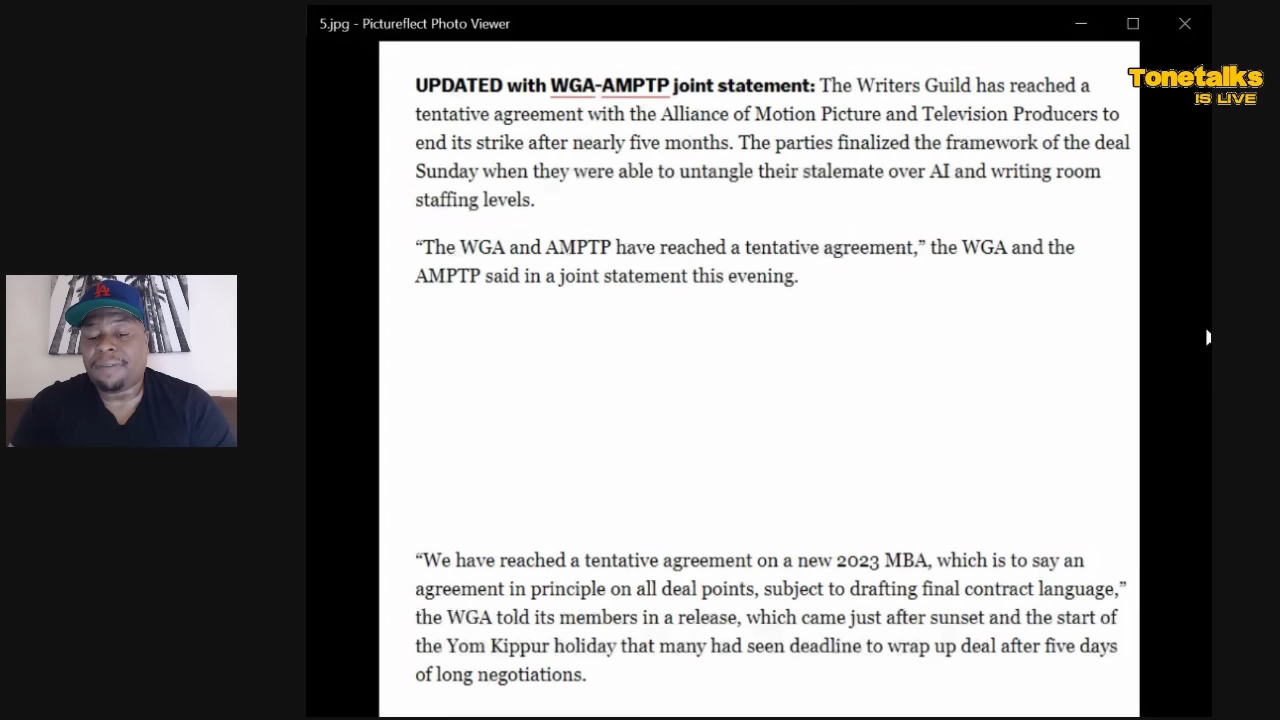 5.jpg - Pictureflect Photo Viewer
Tonetalks
IS LIVE
UPDATED with WGA-AMPTP joint statement: The Writers Guild has reached a
tentative agreement with the Alliance of Motion Picture and Television Producers to
end its strike after nearly five months. The parties finalized the framework of the deal
Sunday when they were able to untangle their stalemate over AI and writing room
staffing levels.
“The WGA and AMPTP have reached a tentative agreement,” the WGA and the
AMPTP said in a joint statement this evening.
LA
“We have reached a tentative agreement on a new 2023 MBA, which is to say an
agreement in principle on all deal points, subject to drafting final contract language,”
the WGA told its members in a release, which came just after sunset and the start of
the Yom Kippur holiday that many had seen deadline to wrap up deal after five days
of long negotiations.